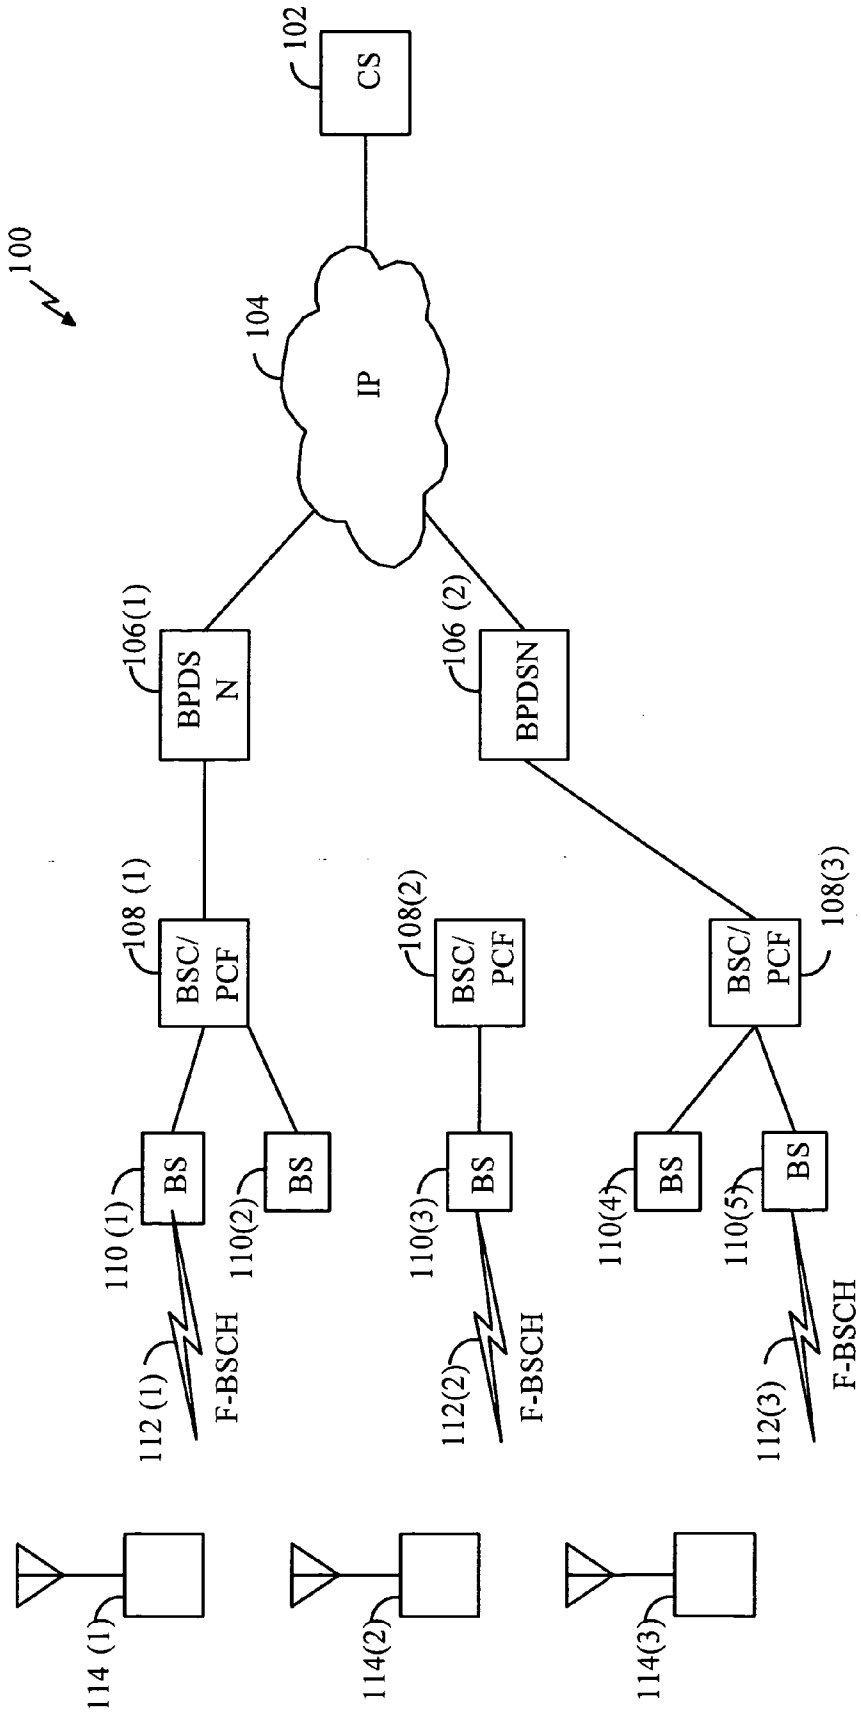 100
102
CS
104
IP
106(1)
BPDS
N
106 (2)
BPDSN
108 (1)
BSC/
PCF
108(2)
BSC/
PCF
108(3)
BSC/
PCF
110 (1)
BS
110(2)
BS
110(3)
BS
110(4)
BS
110(5)
BS
112 (1)
F-BSCH
112(2)
F-BSCH
112(3)
F-BSCH
114 (1)
114(2)
114(3)